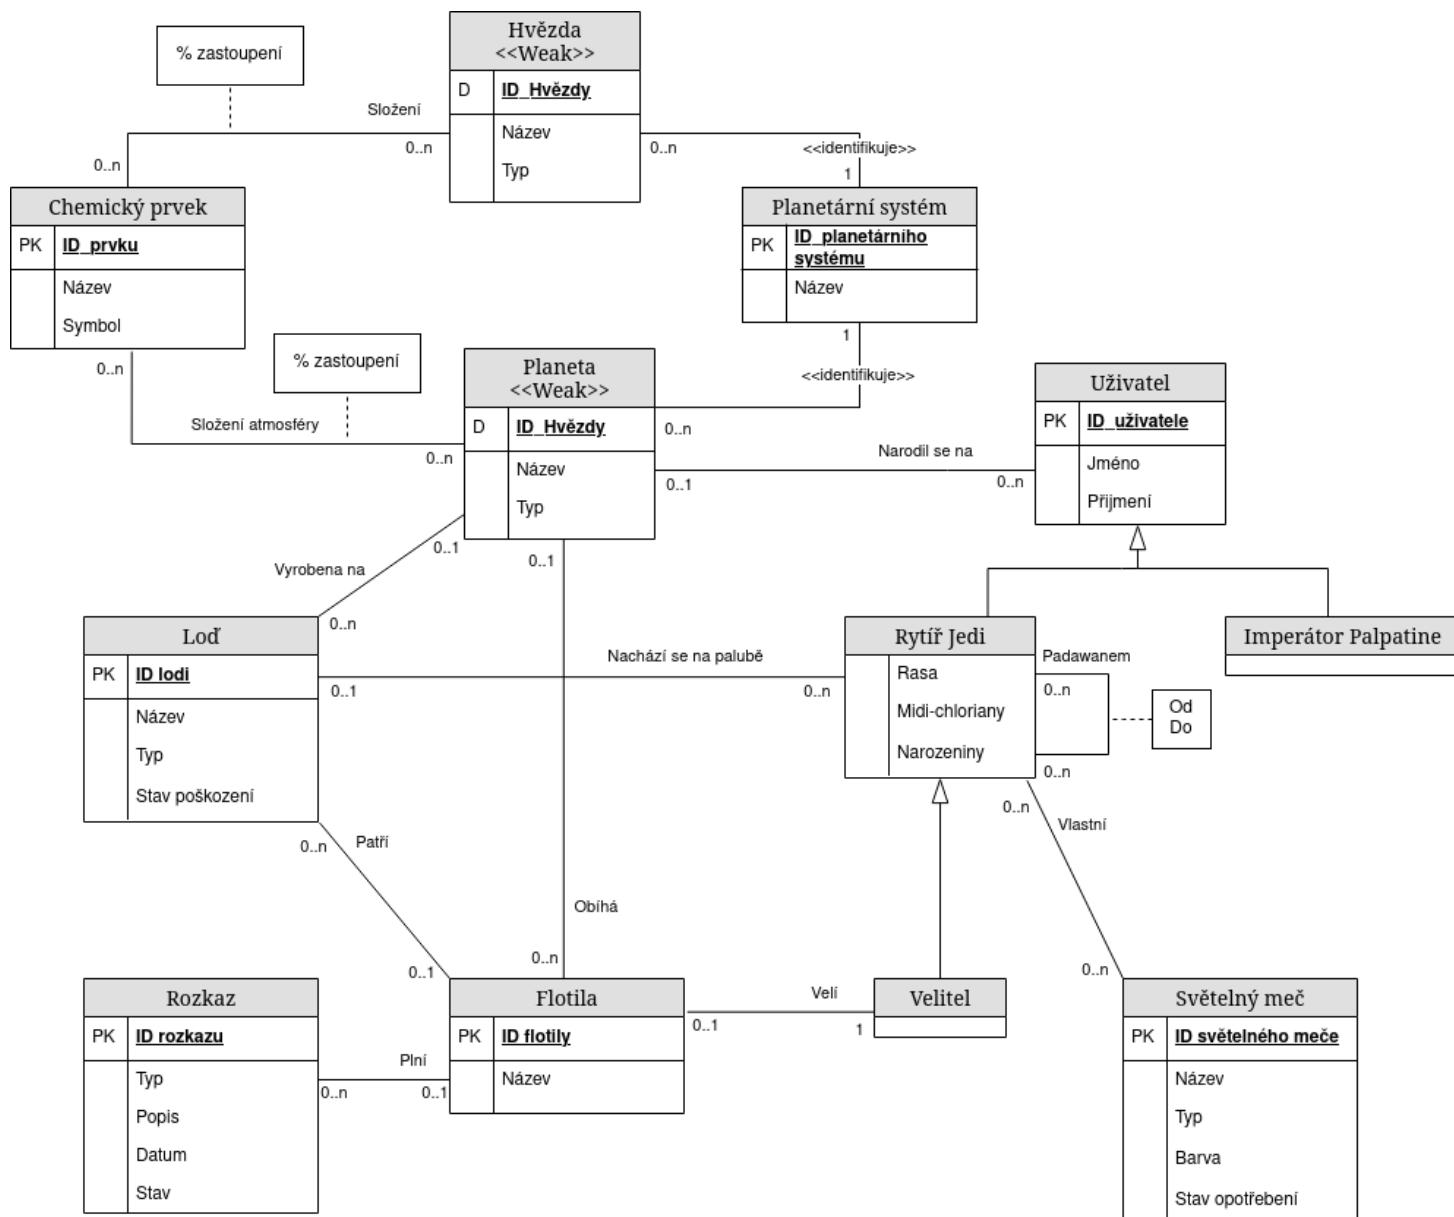 Hvězda
<<Weak>>
D ID_Hvězdy
Název
Typ
% zastoupení
Složení
0..n
0..n
0..n
<<identifikuje>>
1
Chemický prvek
PK ID_prvku
Název
Symbol
Planetární systém
PK ID_planetárního
systému
Název
0..n
% zastoupení
Složení atmosféry
0..n
1
<<identifikuje>>
0..n
Planeta
<<Weak>>
D ID_Hvězdy
Název
Typ
Uživatel
PK ID_uživatele
Jméno
Přijmení
Narodil se na
0..1
0..n
0..1
Vyrobena na
0..n
0..1
Loď
PK ID lodi
Název
Typ
Stav poškození
Nachází se na palubě
0..1
0..n
Rytíř Jedi
Rasa
Midi-chloriany
Narozeniny
Padawanem
0..n
0..n
Od
Do
Imperátor Palpatine
0..n
Patří
0..1
Obíhá
0..n
0..n
Vlastní
0..n
Rozkaz
PK ID rozkazu
Typ
Popis
Datum
Stav
Plní
0..n
0..1
Flotila
PK ID flotily
Název
Velí
0..1
1
Velitel
Světelný meč
PK ID světelného meče
Název
Typ
Barva
Stav opotřebení